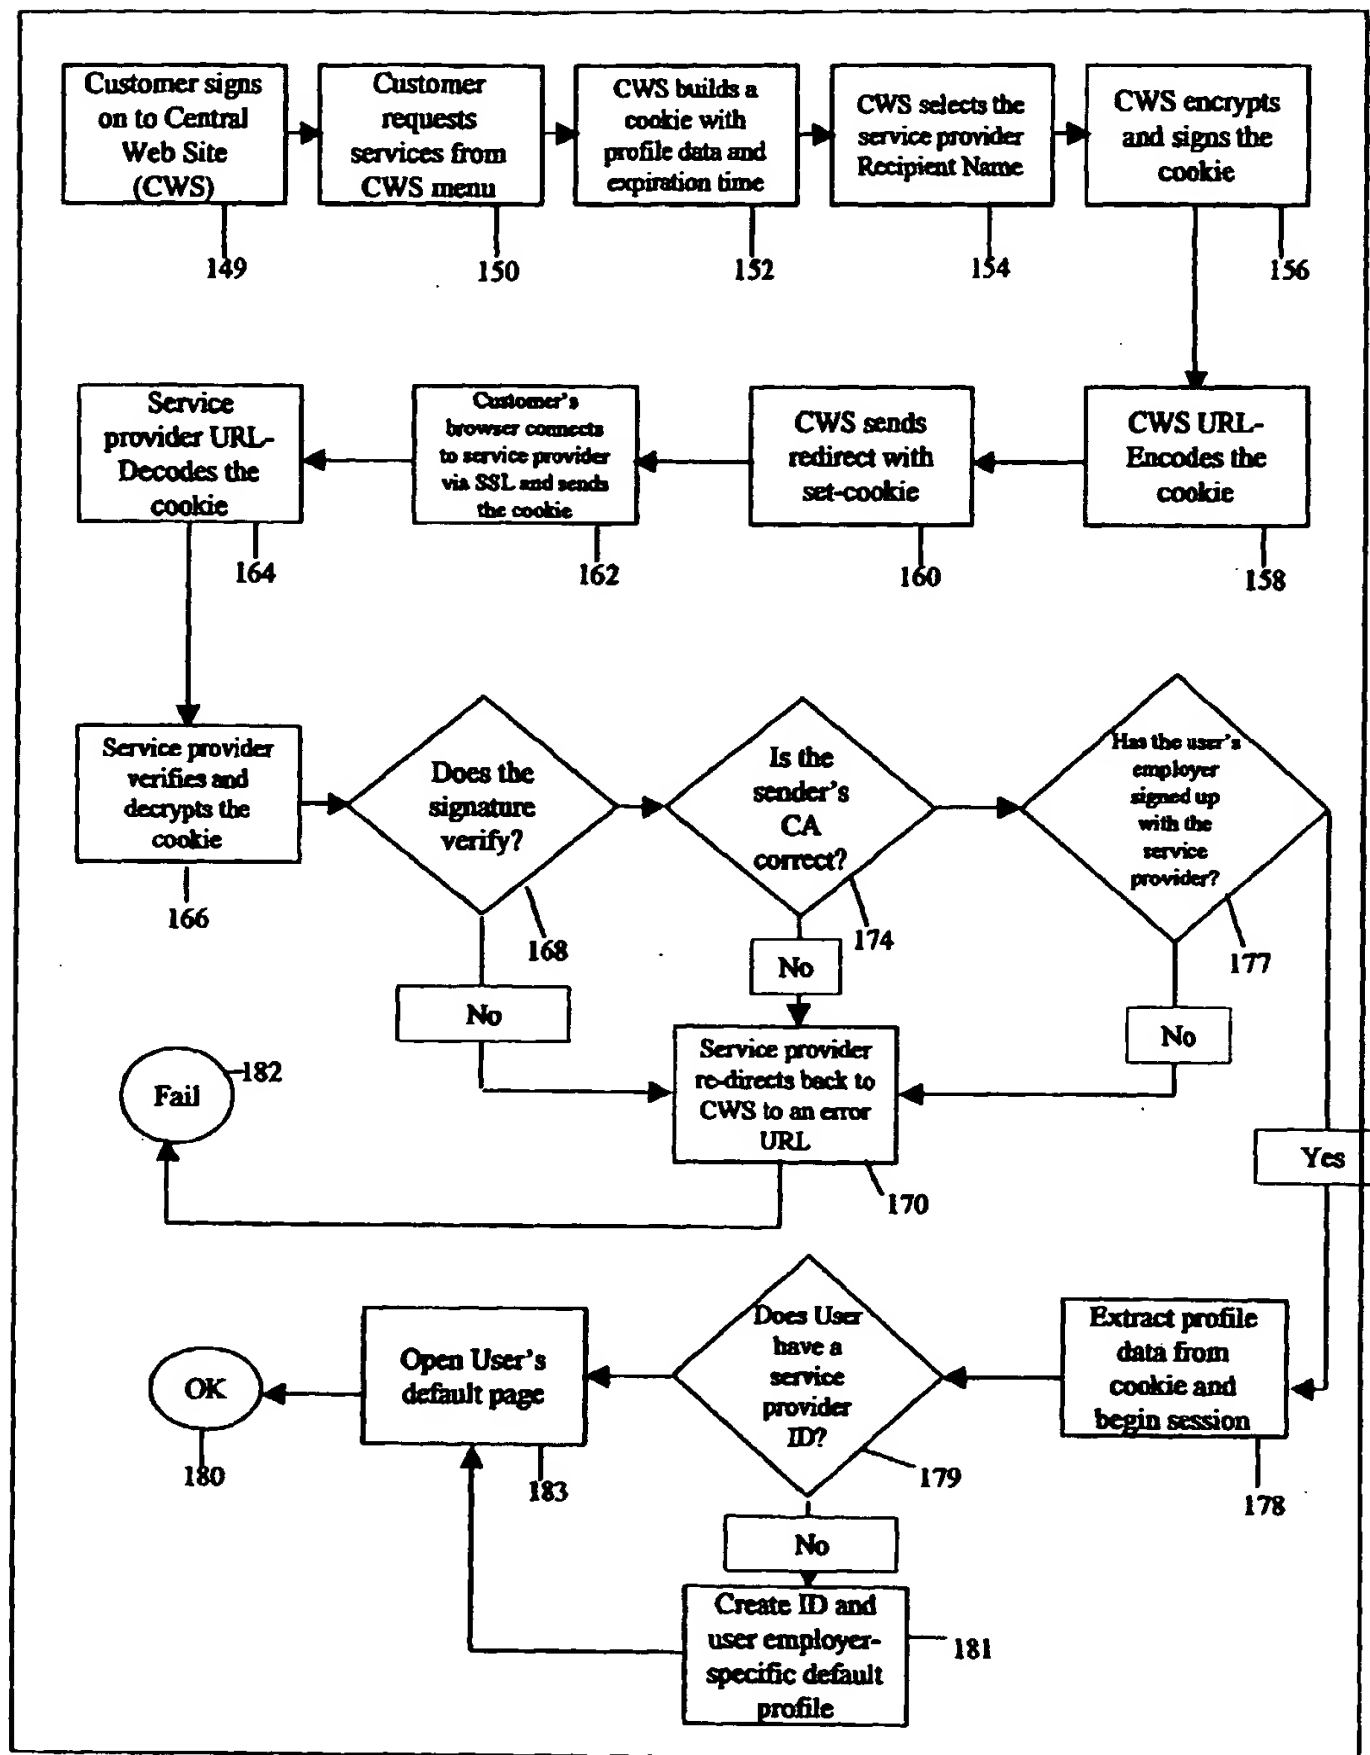 Customer signs
on to Central
Web Site
(CWS)
149
Customer
requests
services from
CWS menu
150
CWS builds a
cookie with
profile data and
expiration time
152
CWS selects the
service provider
Recipient Name
154
CWS encrypts
and signs the
cookie
156
CWS URL-
Encodes the
cookie
158
CWS sends
redirect with
set-cookie
160
Customer's
browser connects
to service provider
via SSL and sends
the cookie
162
Service
provider URL-
Decodes the
cookie
164
Service provider
verifies and
decrypts the
cookie
166
Does the
signature
verify?
168
No
Is the
sender's
CA
correct?
174
No
Has the user's
employer
signed up
with the
service
provider?
177
No
Yes
Service provider
re-directs back to
CWS to an error
URL
170
Fail
182
Extract profile
data from
cookie and
begin session
178
Does User
have a
service
provider
ID?
179
No
Create ID and
user employer-
specific default
profile
181
Open User's
default page
183
OK
180